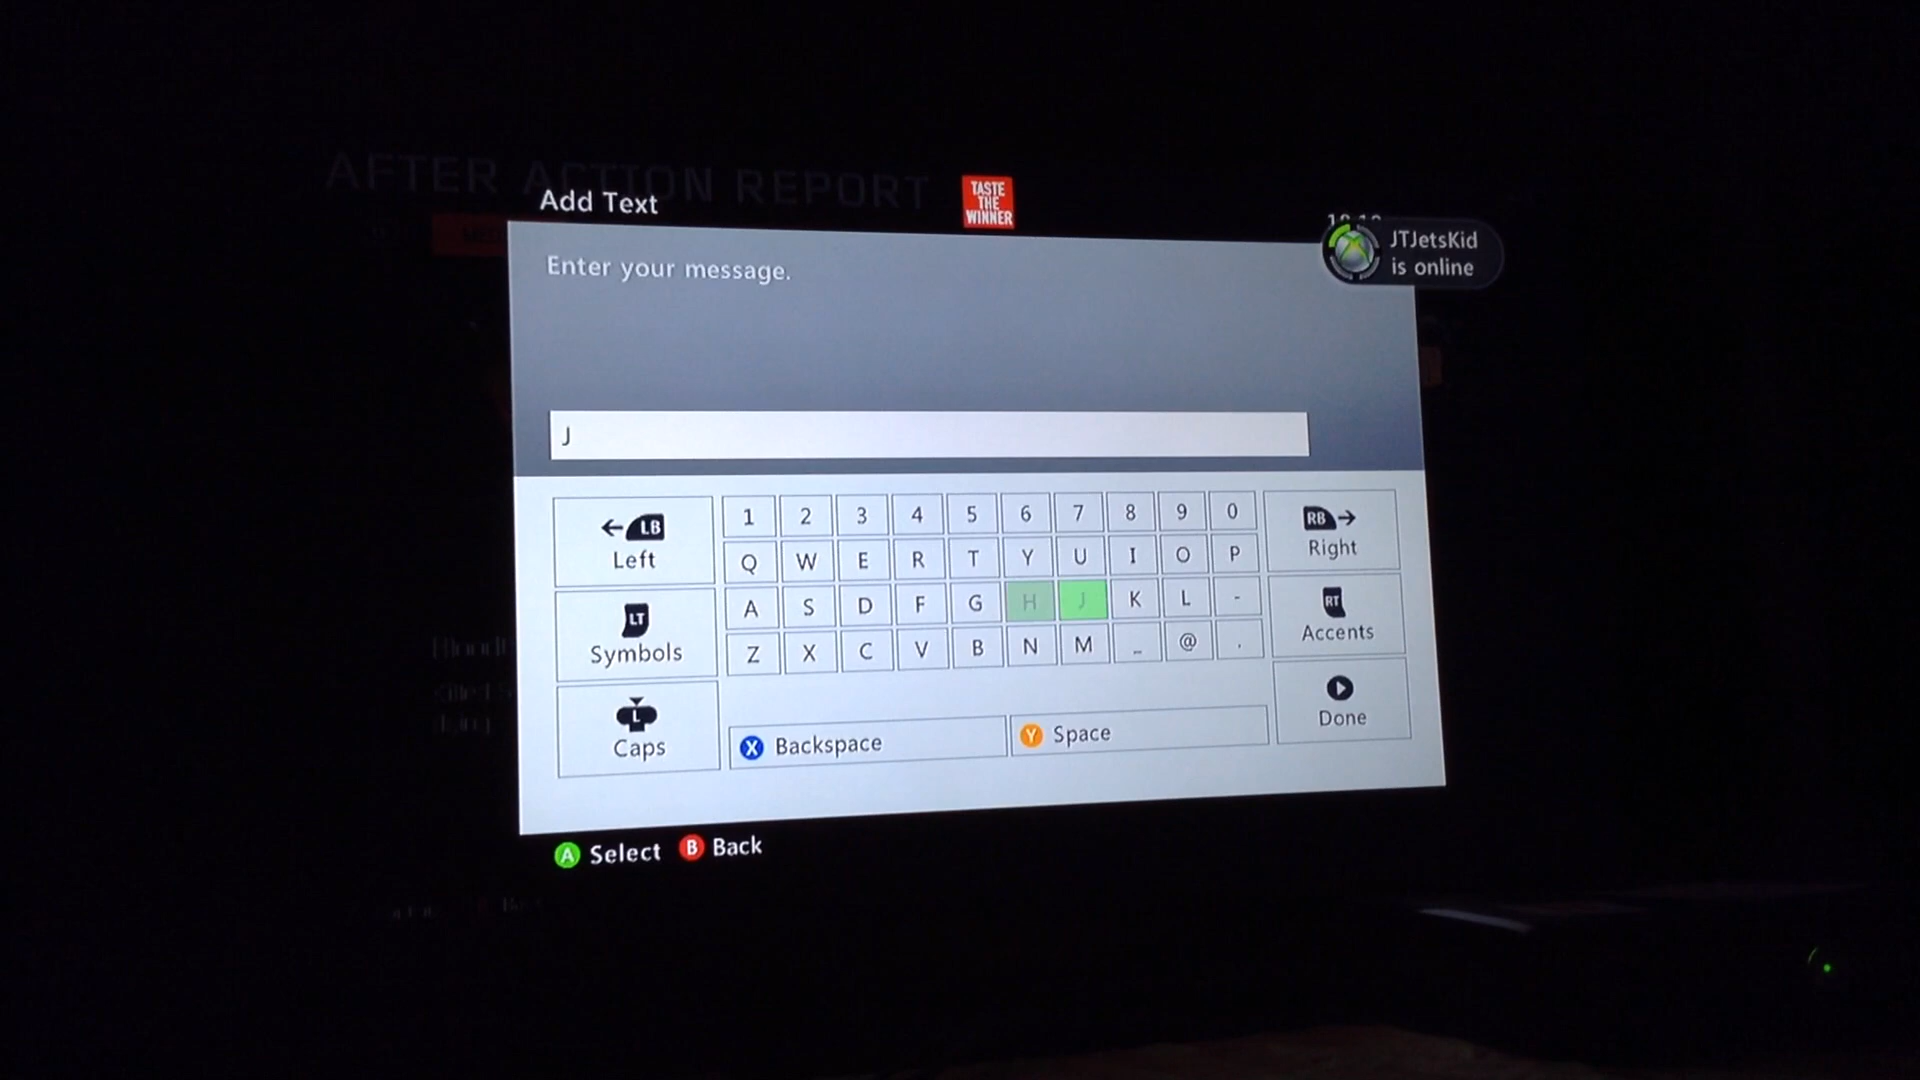 AFTER ACTION REPORT
Add Text
TASTE
THE
WINNER
JTJetsKid
is online
Enter your message.
J
LB
Left
1 2 3 4 5 6 7 8 9 0
RB
Right
Q W E R T Y U I O P
LT
Symbols
A S D F G H J K L -
RT
Accents
Z X C V B N M _ @ .
L
Caps
X Backspace
Y Space
Done
A Select B Back